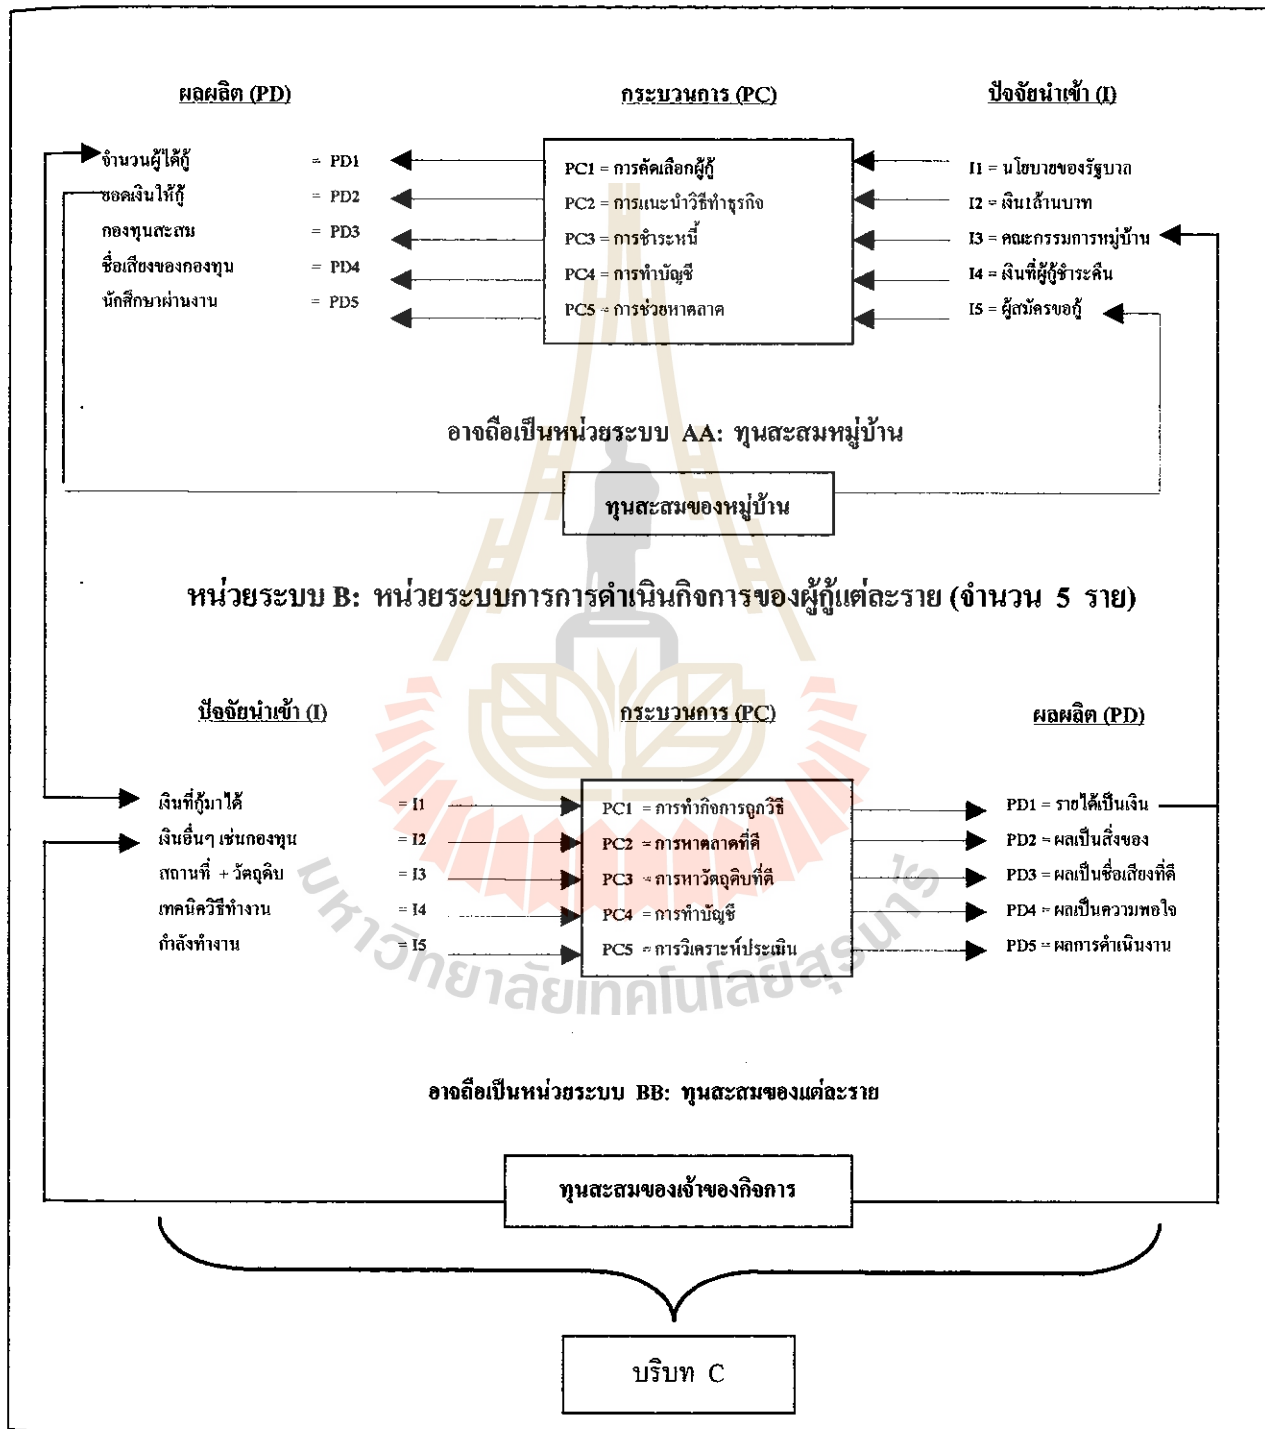 ผลผลิต (PD) กระบวนการ (PC) ปัจจัยนำเข้า (I)
จำนวนผู้ได้กู้ = PD1 PC1 = การคัดเลือกผู้กู้ I1 = นโยบายของรัฐบาล
ยอดเงินให้กู้ = PD2 PC2 = การแนะนำวิธีทำธุรกิจ I2 = เงิน1ล้านบาท
กองทุนสะสม = PD3 PC3 = การชำระหนี้ I3 = คณะกรรมการหมู่บ้าน
ชื่อเสียงของกองทุน = PD4 PC4 = การทำบัญชี I4 = เงินที่ผู้กู้ชำระคืน
นักศึกษาผ่านงาน = PD5 PC5 = การช่วยหาตลาด I5 = ผู้สมัครขอกู้
อาจถือเป็นหน่วยระบบ AA: ทุนสะสมหมู่บ้าน
ทุนสะสมของหมู่บ้าน
หน่วยระบบ B: หน่วยระบบการการดำเนินกิจการของผู้กู้แต่ละราย (จำนวน 5 ราย)
ปัจจัยนำเข้า (I) กระบวนการ (PC) ผลผลิต (PD)
เงินที่กู้มาได้ = I1 PC1 = การทำกิจการถูกวิธี PD1 = รายได้เป็นเงิน
เงินอื่นๆ เช่นกองทุน = I2 PC2 = การหาตลาดที่ดี PD2 = ผลเป็นสิ่งของ
สถานที่ + วัตถุดิบ = I3 PC3 = การหาวัตถุดิบที่ดี PD3 = ผลเป็นชื่อเสียงที่ดี
เทคนิควิธีทำงาน = I4 PC4 = การทำบัญชี PD4 = ผลเป็นความพอใจ
กำลังทำงาน = I5 PC5 = การวิเคราะห์ประเมิน PD5 = ผลการดำเนินงาน
มหาวิทยาลัยเทคโนโลยีสุรนารี
อาจถือเป็นหน่วยระบบ BB: ทุนสะสมของแต่ละราย
ทุนสะสมของเจ้าของกิจการ
บริบท C